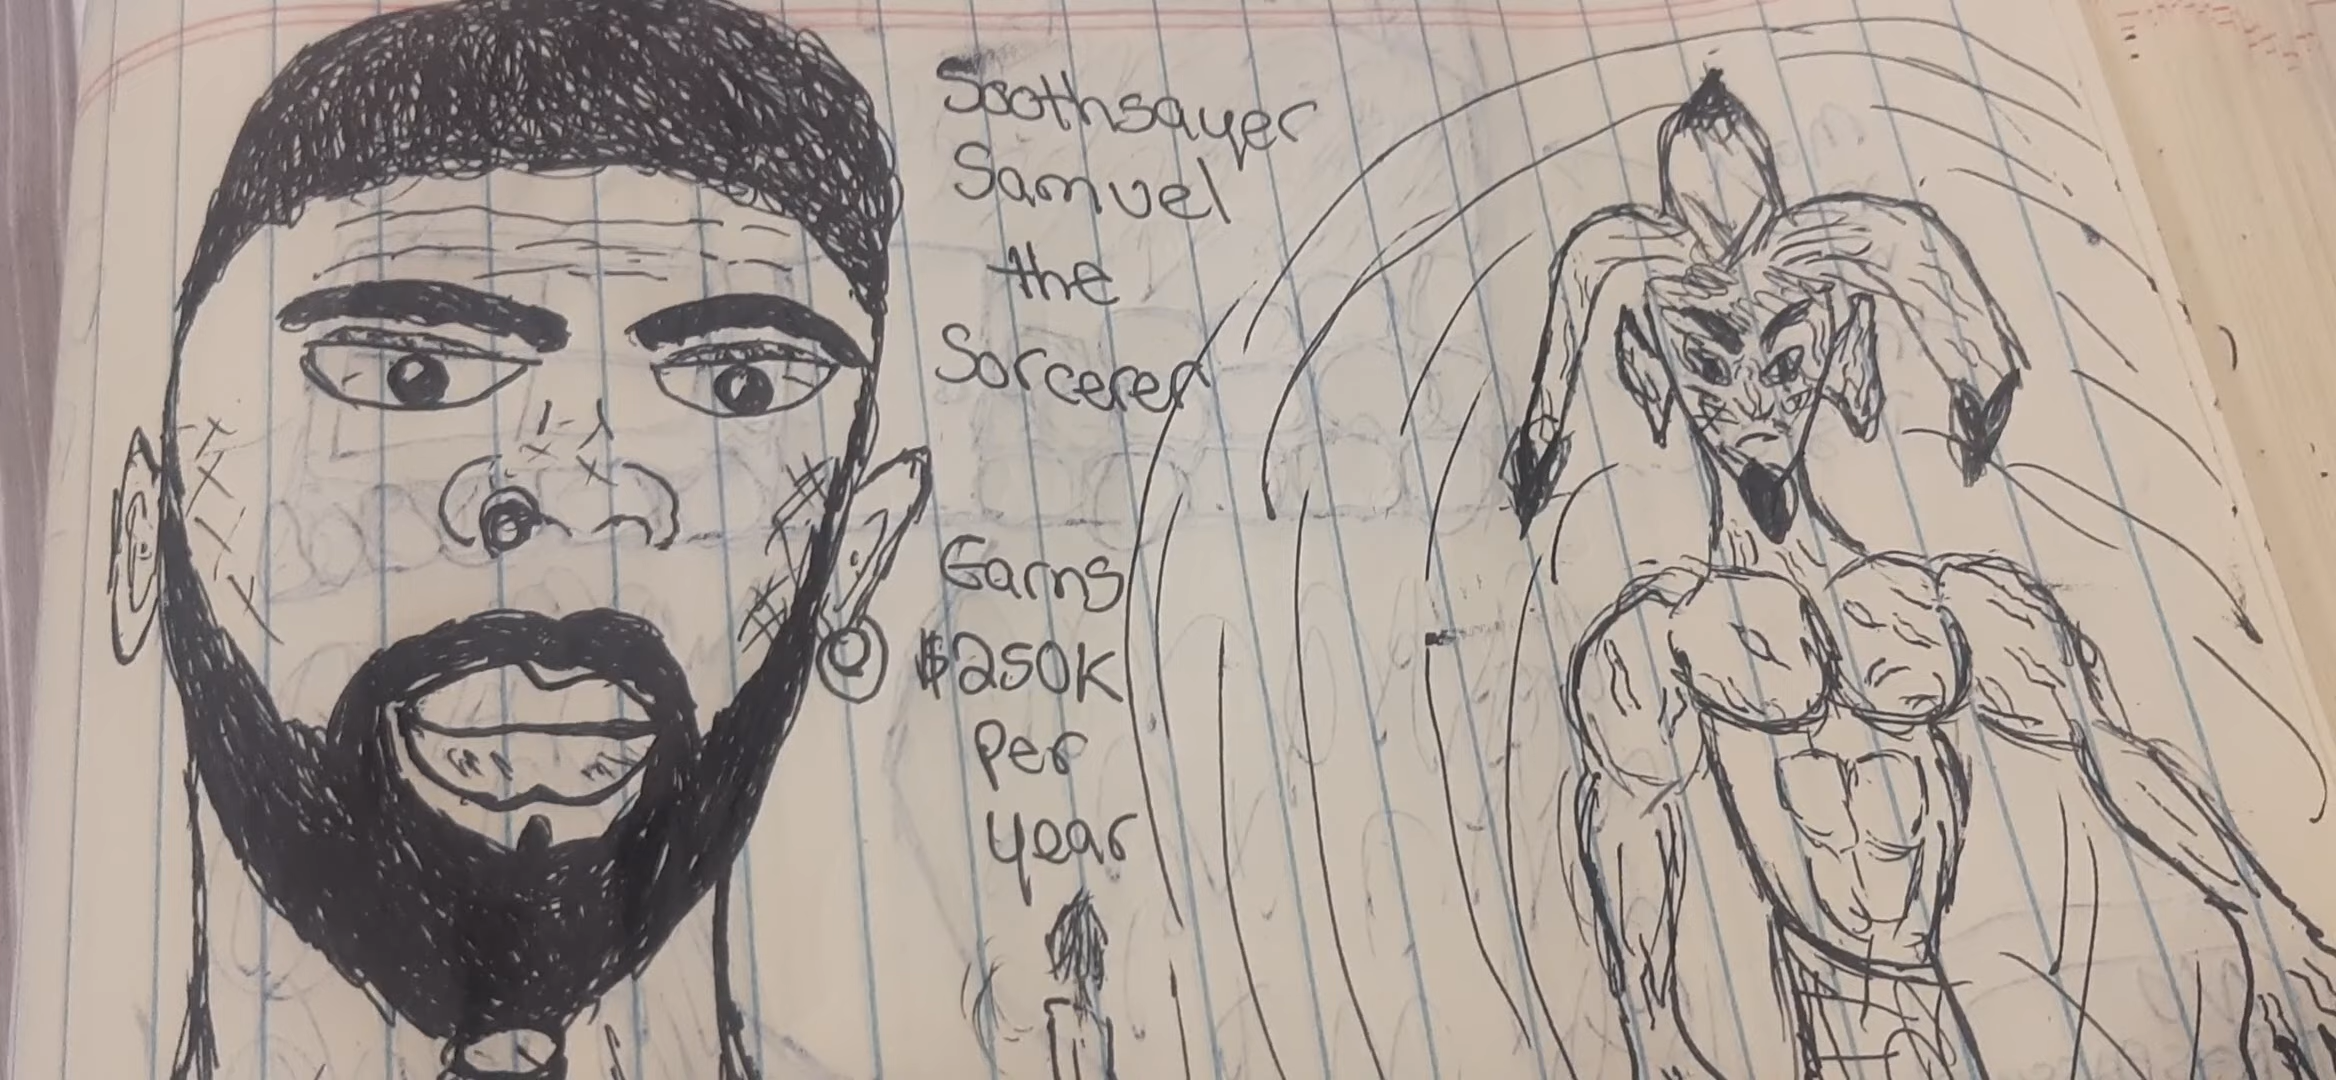 Soothsayer
Samuel
the
Sorcerer
Earns
$250K
Per
year